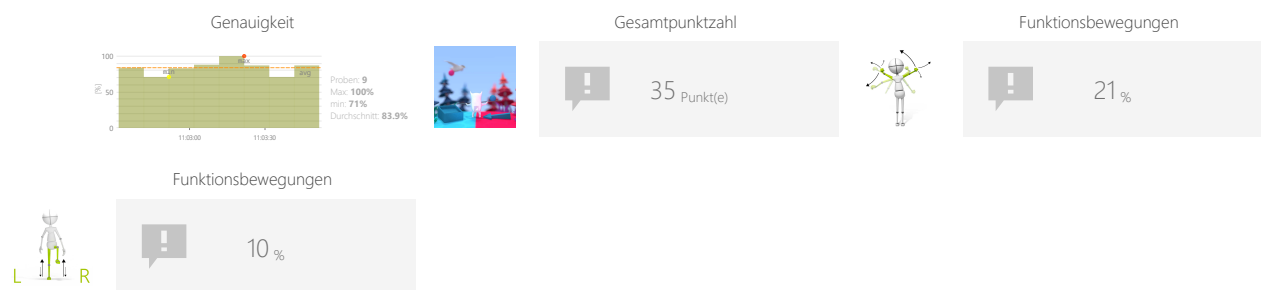 Genauigkeit
100
50
0
[%]
min
max
avg
11:03:00
11:03:30
Proben: 9
Max: 100%
min: 71%
Durchschnitt: 83.9%
Gesamtpunktzahl
35 Punkt(e)
Funktionsbewegungen
21 %
Funktionsbewegungen
L R
10 %